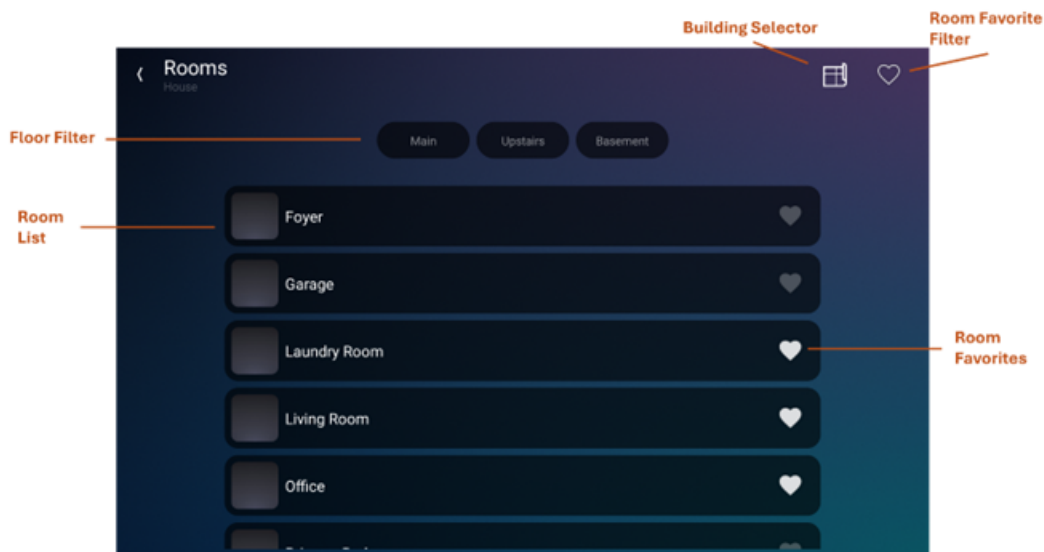 Building Selector
Room Favorite
Filter
Rooms
House
Floor Filter
Main
Upstairs
Basement
Room
List
Foyer
Garage
Laundry Room
Room
Favorites
Living Room
Office